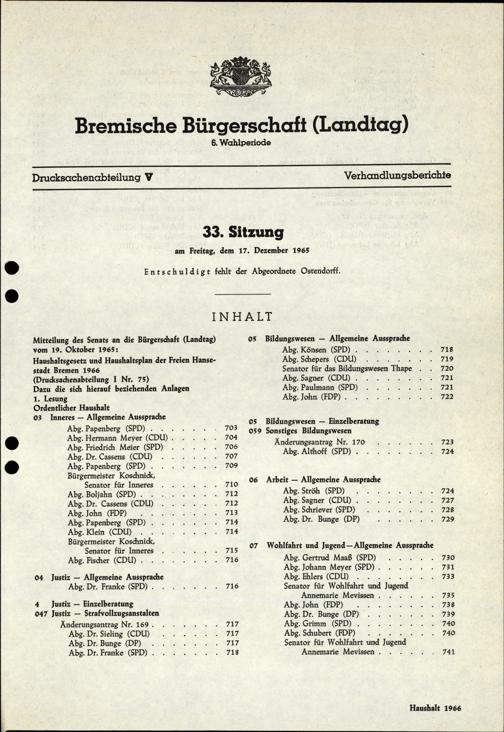 Bremische Bürgerschaft (Landtag)
6. Wahlperiode
Drucksachenabteilung V
Verhandlungsberichte
33. Sitzung
am Freitag, dem 17. Dezember 1965
Entschuldigt fehlt der Abgeordnete Ostendorff.
INHALT
Mitteilung des Senats an die Bürgerschaft (Landtag)
vom 19. Oktober 1965:
Haushaltsgesetz und Haushaltsplan der Freien Hanse-
stadt Bremen 1966
(Drucksachenabteilung I Nr. 75)
Dazu die sich hierauf beziehenden Anlagen
1. Lesung
Ordentlicher Haushalt
03 Inneres — Allgemeine Aussprache
Abg. Papenberg (SPD) . . . . . . . 703
Abg. Hermann Meyer (CDU) . . . . . 704
Abg. Friedrich Meier (SPD) . . . . . . 706
Abg. Dr. Cassens (CDU) . . . . . . 707
Abg. Papenberg (SPD) . . . . . . . 709
Bürgermeister Koschnick,
Senator für Inneres . . . . . . 710
Abg. Boljahn (SPD) . . . . . . . . 712
Abg. Dr. Cassens (CDU) . . . . . . 712
Abg. John (FDP) . . . . . . . . 713
Abg. Papenberg (SPD) . . . . . . . 714
Abg. Klein (CDU) . . . . . . . . 714
Bürgermeister Koschnick,
Senator für Inneres . . . . . . 715
Abg. Fischer (CDU) . . . . . . . . 716
04 Justiz — Allgemeine Aussprache
Abg. Dr. Franke (SPD) . . . . . . . 716
4 Justiz — Einzelberatung
047 Justiz — Strafvollzugsanstalten
Änderungsantrag Nr. 169 . . . . . . . 717
Abg. Dr. Sieling (CDU) . . . . . . 717
Abg. Dr. Bunge (DP) . . . . . . . 717
Abg. Dr. Franke (SPD) . . . . . . . 718
05 Bildungswesen — Allgemeine Aussprache
Abg. Könsen (SPD) . . . . . . . . 718
Abg. Schepers (CDU) . . . . . . . 719
Senator für das Bildungswesen Thape . . 720
Abg. Sagner (CDU) . . . . . . . . 721
Abg. Paulmann (SPD) . . . . . . . 721
Abg. John (FDP) . . . . . . . . . 722
05 Bildungswesen — Einzelberatung
059 Sonstiges Bildungswesen
Änderungsantrag Nr. 170 . . . . . . . 723
Abg. Althoff (SPD) . . . . . . . . 724
06 Arbeit — Allgemeine Aussprache
Abg. Ströh (SPD) . . . . . . . . 724
Abg. Sagner (CDU) . . . . . . . . 727
Abg. Schriever (SPD) . . . . . . . 728
Abg. Dr. Bunge (DP) . . . . . . . 729
07 Wohlfahrt und Jugend — Allgemeine Aussprache
Abg. Gertrud Maaß (SPD) . . . . . . 730
Abg. Johann Meyer (SPD) . . . . . . 731
Abg. Ehlers (CDU) . . . . . . . . 733
Senator für Wohlfahrt und Jugend
Annemarie Mevissen . . . . . . 735
Abg. John (FDP) . . . . . . . . 738
Abg. Dr. Bunge (DP) . . . . . . . 739
Abg. Grimm (SPD) . . . . . . . . 740
Abg. Schubert (FDP) . . . . . . . 740
Senator für Wohlfahrt und Jugend
Annemarie Mevissen . . . . . . 741
Haushalt 1966